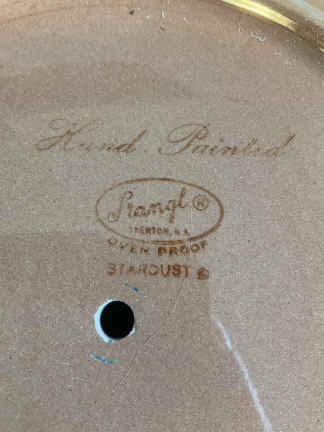 Hand Painted
Stangl ®
TRENTON, N.J.
OVEN PROOF
STARDUST ©